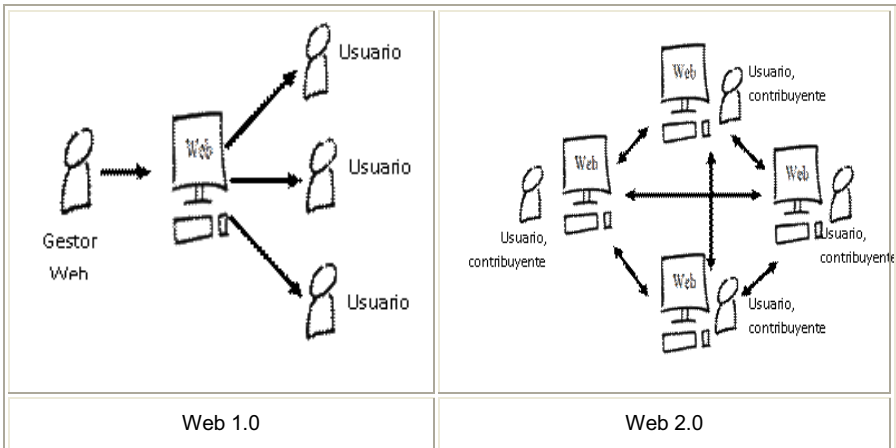 Usuario
Web
Usuario
Gestor
Web
Usuario
Web
Usuario,
contribuyente
Web
Web
Usuario,
contribuyente
Usuario,
contribuyente
Web
Usuario,
contribuyente
Web 1.0
Web 2.0